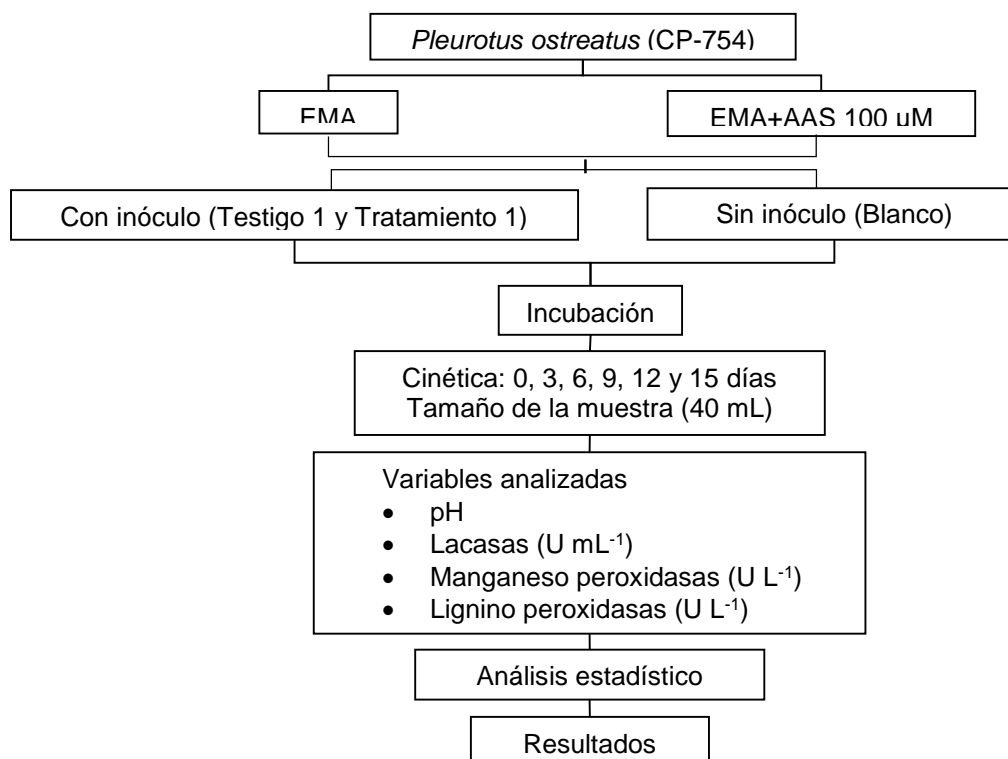 Pleurotus ostreatus (CP-754)
EMA
EMA+AAS 100 µM
Con inóculo (Testigo 1 y Tratamiento 1)
Sin inóculo (Blanco)
Incubación
Cinética: 0, 3, 6, 9, 12 y 15 días
Tamaño de la muestra (40 mL)
Variables analizadas
• pH
• Lacasas (U mL⁻¹)
• Manganeso peroxidasas (U L⁻¹)
• Lignino peroxidasas (U L⁻¹)
Análisis estadístico
Resultados